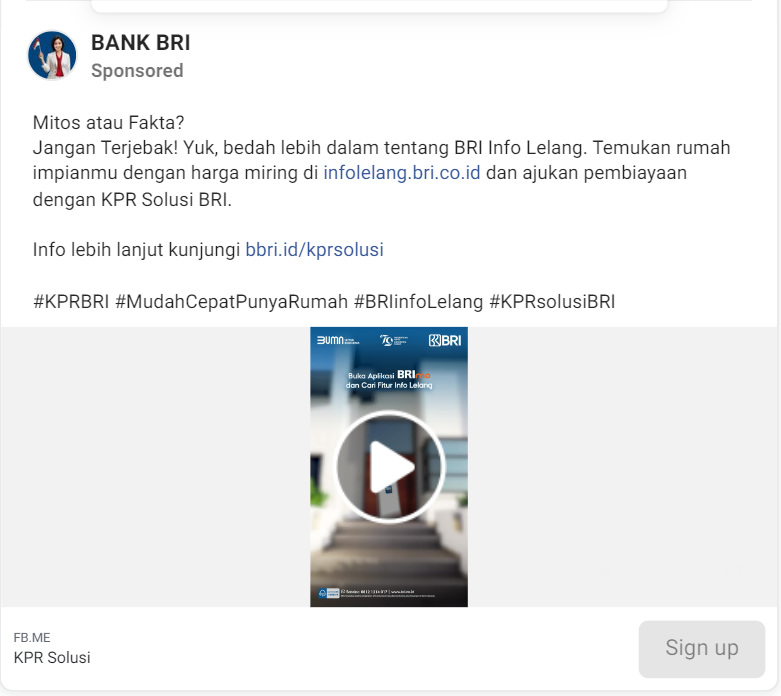 BANK BRI
Sponsored
Mitos atau Fakta?
Jangan Terjebak! Yuk, bedah lebih dalam tentang BRI Info Lelang. Temukan rumah
impianmu dengan harga miring di infolelang.bri.co.id dan ajukan pembiayaan
dengan KPR Solusi BRI.
Info lebih lanjut kunjungi bbri.id/kprsolusi
#KPRBRI #MudahCepatPunyaRumah #BRIinfoLelang #KPRsolusiBRI
BUMN
BRI
Buka Aplikasi BRImo
dan Cari Fitur Info Lelang
FB.ME
KPR Solusi
Sign up